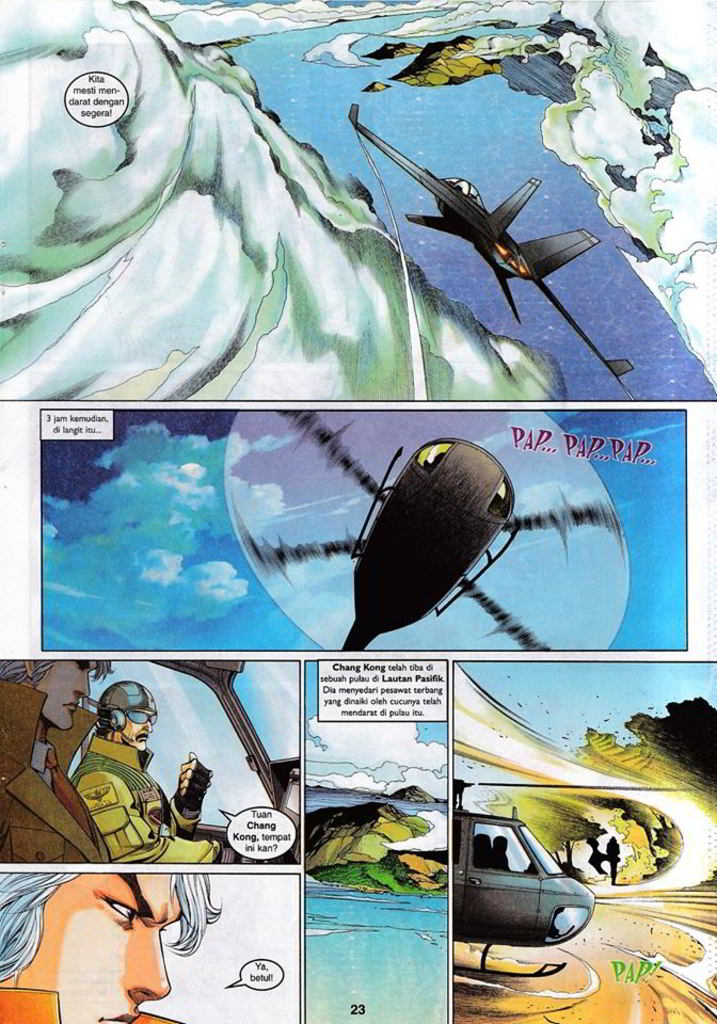 Kita
mesti men-
darat dengan
segera!
3 jam kemudian,
di langit itu...
PAP... PAP... PAP...
Tuan
Chang
Kong, tempat
ini kan?
Ya,
betul!
Chang Kong telah tiba di
sebuah pulau di Lautan Pasifik.
Dia menyedari pesawat terbang
yang dinaiki oleh cucunya telah
mendarat di pulau itu.
PAP!
23